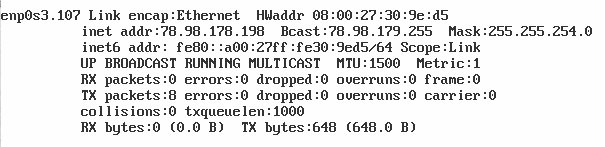 enp0s3.107 Link encap:Ethernet  HWaddr 08:00:27:30:9e:d5
inet addr:78.98.178.198  Bcast:78.98.179.255  Mask:255.255.254.0
inet6 addr: fe80::a00:27ff:fe30:9ed5/64 Scope:Link
UP BROADCAST RUNNING MULTICAST  MTU:1500  Metric:1
RX packets:0 errors:0 dropped:0 overruns:0 frame:0
TX packets:8 errors:0 dropped:0 overruns:0 carrier:0
collisions:0 txqueuelen:1000
RX bytes:0 (0.0 B)  TX bytes:648 (648.0 B)